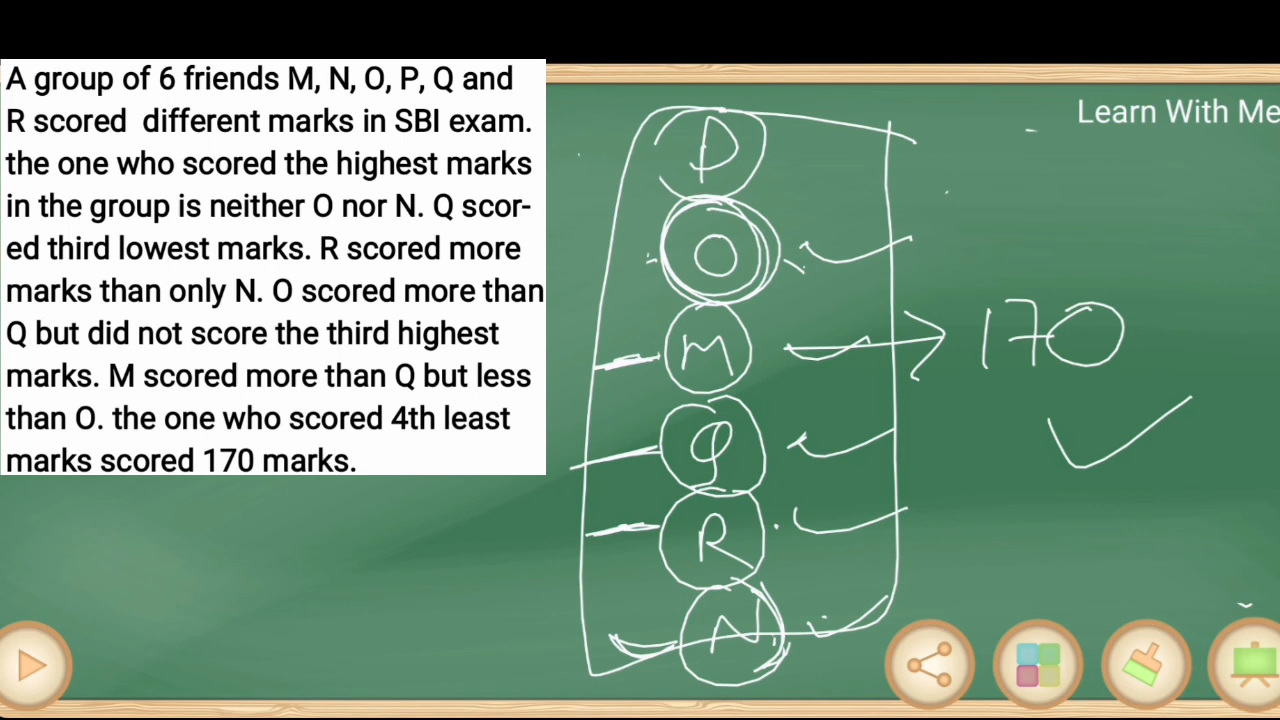 A group of 6 friends M, N, O, P, Q and
R scored different marks in SBI exam.
the one who scored the highest marks
in the group is neither O nor N. Q scor-
ed third lowest marks. R scored more
marks than only N. O scored more than
Q but did not score the third highest
marks. M scored more than Q but less
than O. the one who scored 4th least
marks scored 170 marks.
Learn With Me
P
O
M
170
Q
R
N